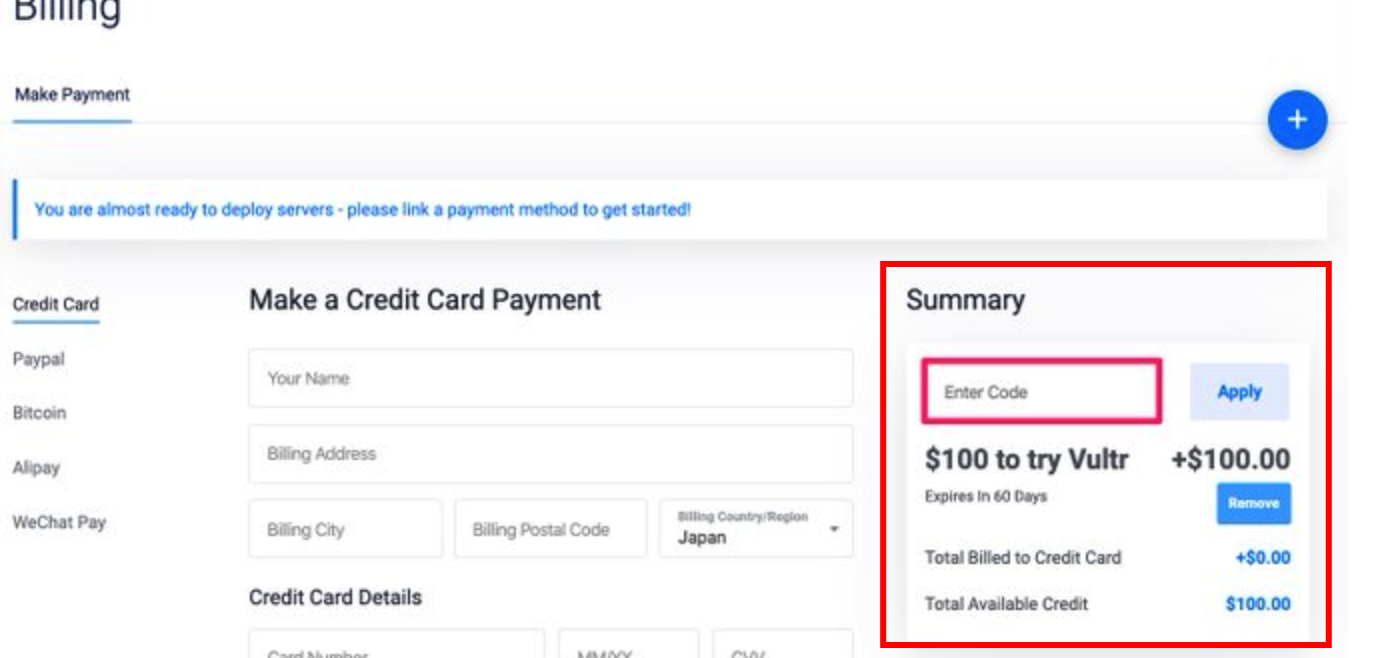 Billing
Make Payment
+
You are almost ready to deploy servers - please link a payment method to get started!
Credit Card
Paypal
Bitcoin
Alipay
WeChat Pay
Make a Credit Card Payment
Your Name
Billing Address
Billing City
Billing Postal Code
Billing Country/Region
Japan
Credit Card Details
Card Number
MM/YY
CVV
Summary
Enter Code
Apply
$100 to try Vultr
+$100.00
Expires In 60 Days
Remove
Total Billed to Credit Card
+$0.00
Total Available Credit
$100.00